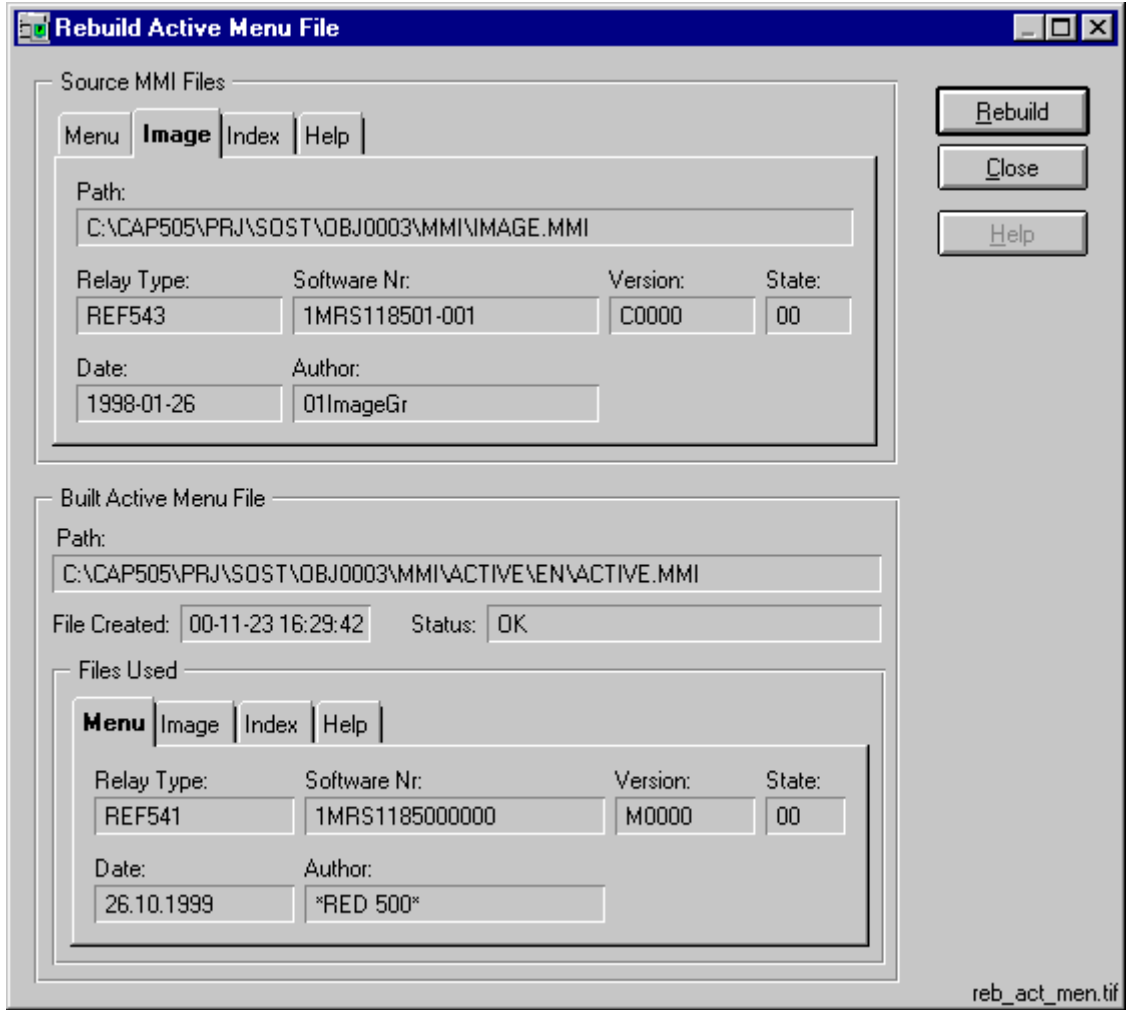 Rebuild Active Menu File
Source MMI Files
Rebuild
Menu Image Index Help
Close
Path:
C:\CAP505\PRJ\SOST\OBJ0003\MMI\IMAGE.MMI
Help
Relay Type: Software Nr: Version: State:
REF543 1MRS118501-001 C0000 00
Date: Author:
1998-01-26 01ImageGr
Built Active Menu File
Path:
C:\CAP505\PRJ\SOST\OBJ0003\MMI\ACTIVE\EN\ACTIVE.MMI
File Created: 00-11-23 16:29:42 Status: OK
Files Used
Menu Image Index Help
Relay Type: Software Nr: Version: State:
REF541 1MRS1185000000 M0000 00
Date: Author:
26.10.1999 *RED 500*
reb_act_men.tif